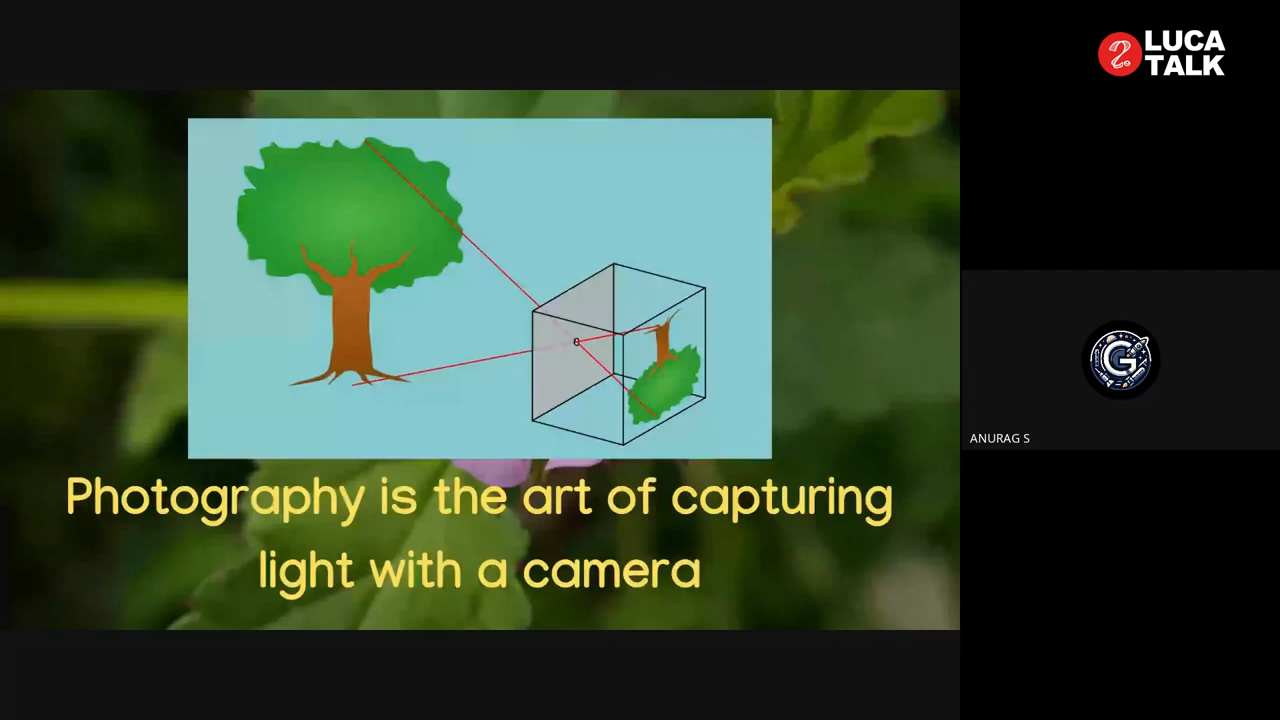 LUCA
TALK
Photography is the art of capturing
light with a camera
ANURAG S